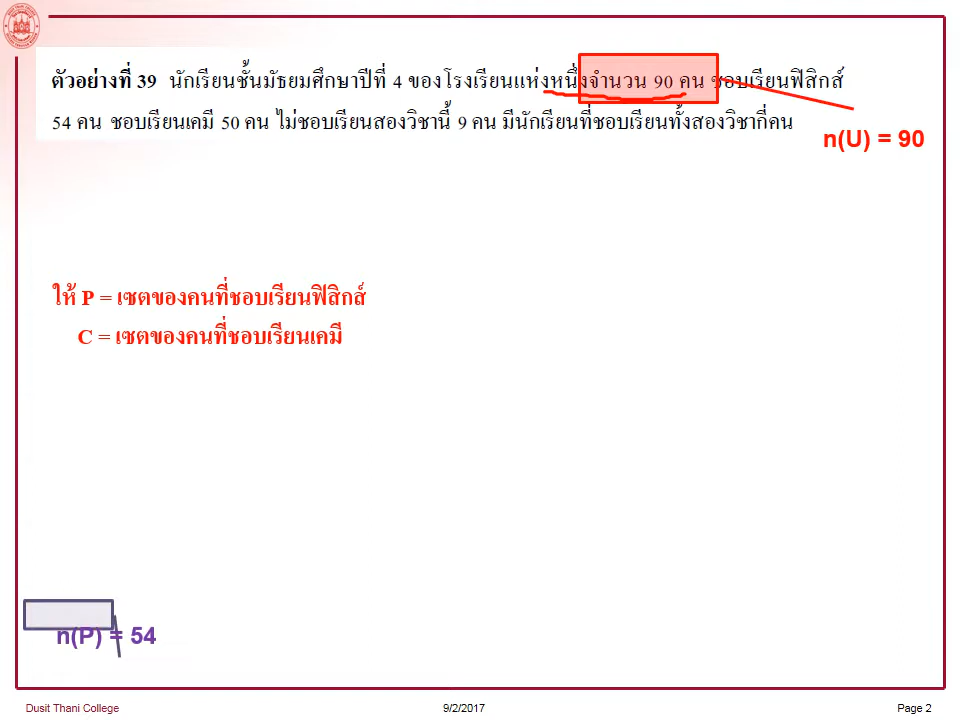 ตัวอย่างที่ 39 นักเรียนชั้นมัธยมศึกษาปีที่ 4 ของโรงเรียนแห่งหนึ่งจำนวน 90 คน ชอบเรียนฟิสิกส์
54 คน ชอบเรียนเคมี 50 คน ไม่ชอบเรียนสองวิชานี้ 9 คน มีนักเรียนที่ชอบเรียนทั้งสองวิชากี่คน
n(U) = 90
ให้ P = เซตของคนที่ชอบเรียนฟิสิกส์
C = เซตของคนที่ชอบเรียนเคมี
n(P) = 54
Dusit Thani College 9/2/2017 Page 2